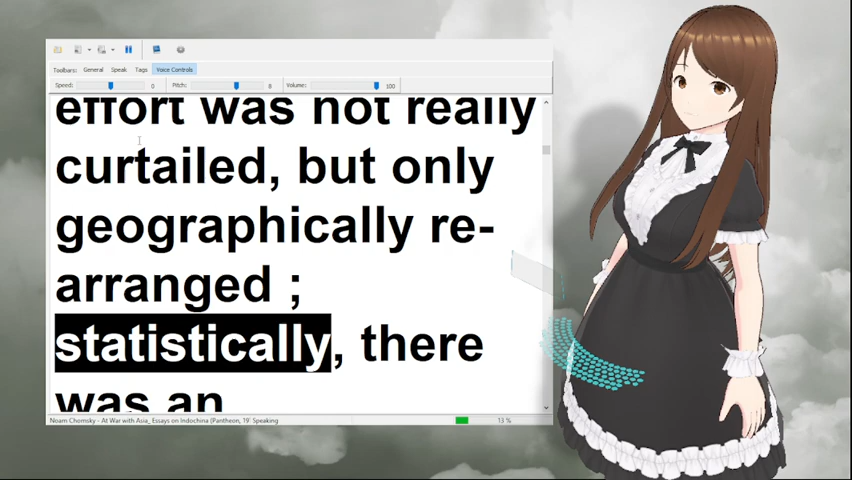 Toolbars: General Speak Tags Voice Controls
Speed: 0 Pitch: 8 Volume: 100
effort was not really
curtailed, but only
geographically re-
arranged ;
statistically, there
was an
Noam Chomsky - At War with Asia_ Essays on Indochina (Pantheon, 19' Speaking 13 %